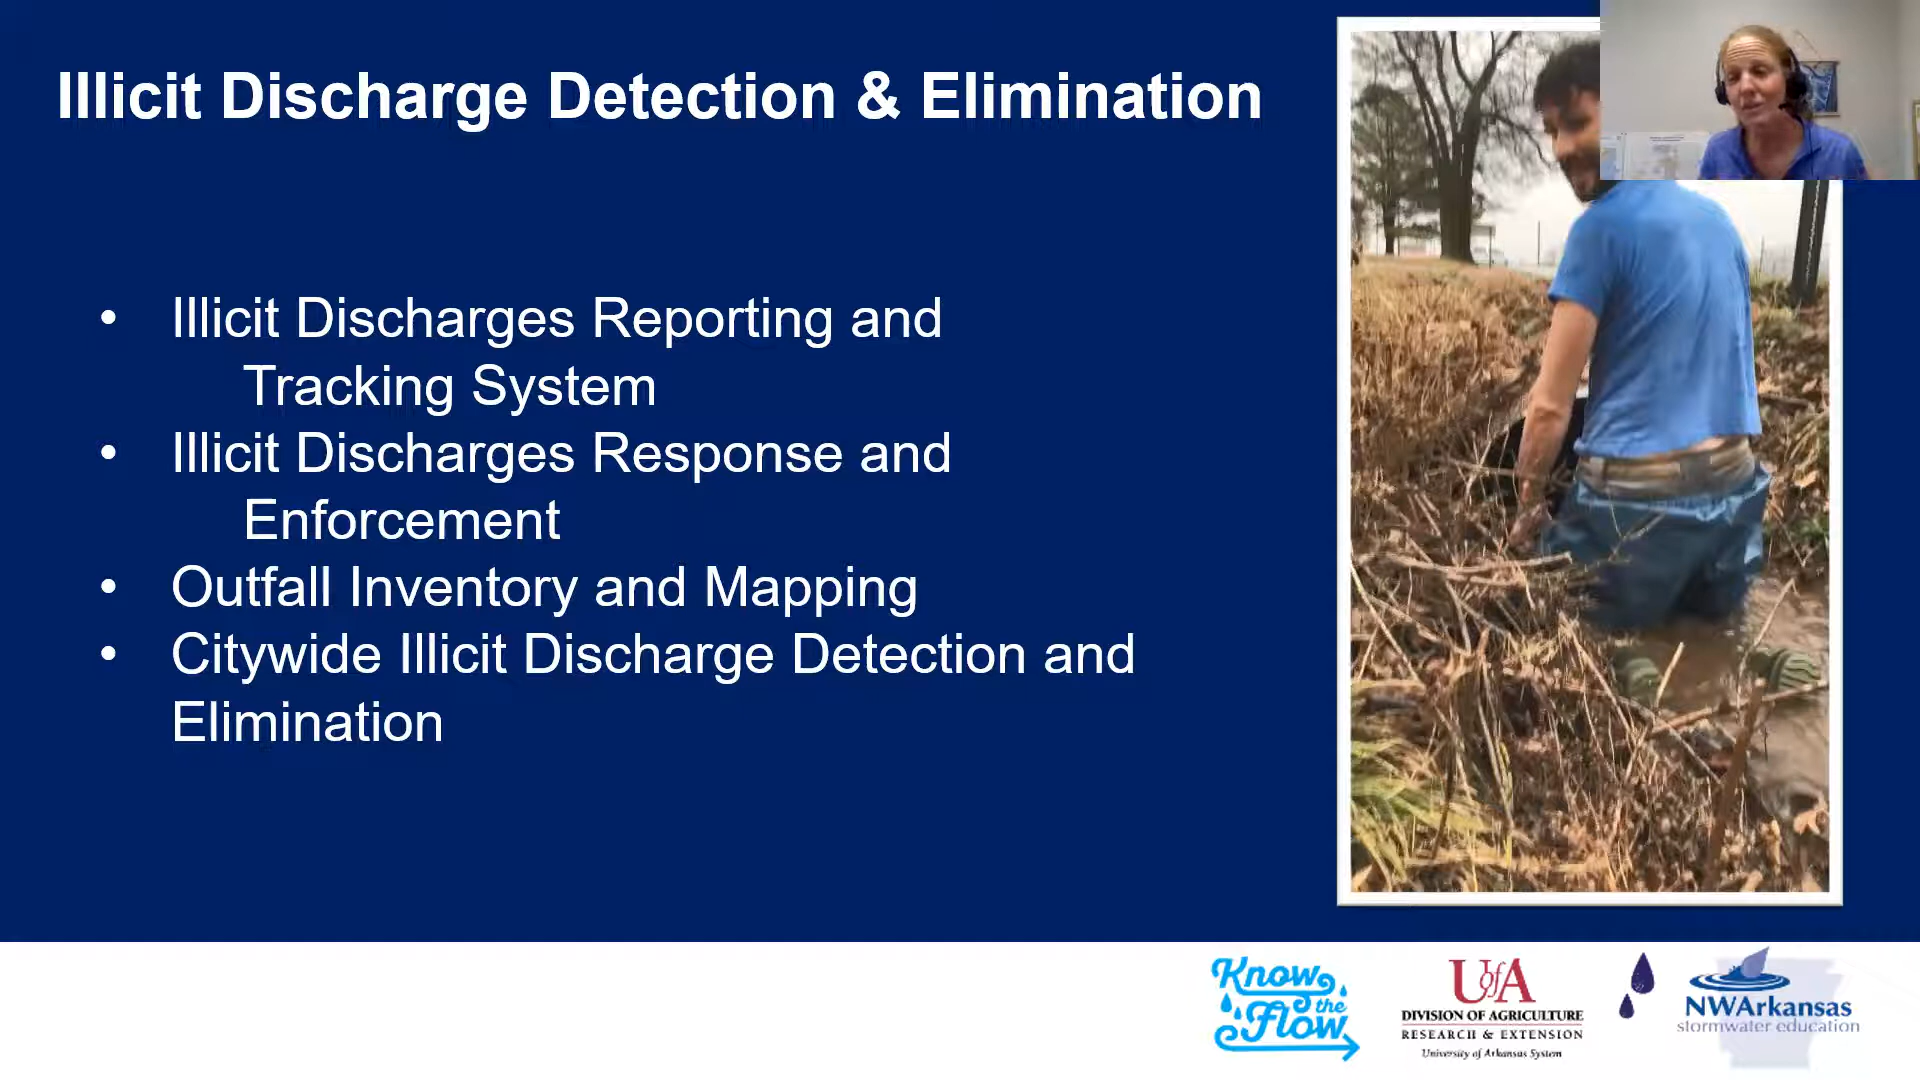 Illicit Discharge Detection & Elimination
• Illicit Discharges Reporting and
Tracking System
• Illicit Discharges Response and
Enforcement
• Outfall Inventory and Mapping
• Citywide Illicit Discharge Detection and
Elimination
Know
the
Flow
UofA
DIVISION OF AGRICULTURE
RESEARCH & EXTENSION
University of Arkansas System
NWArkansas
stormwater education